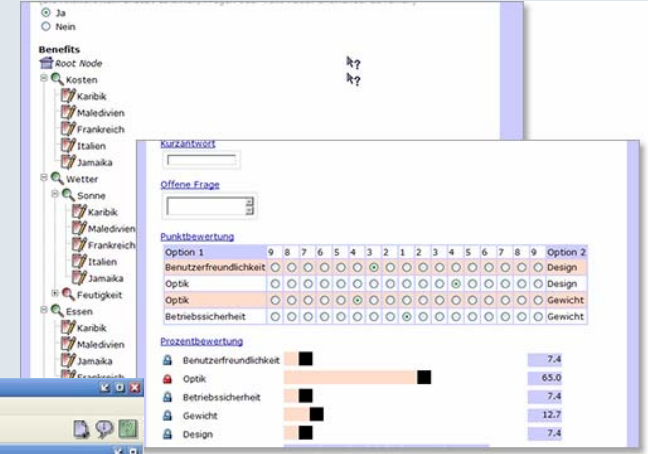 Ja
Nein
Benefits
Root Node
Kosten
Karibik
Maledivien
Frankreich
Italien
Jamaika
Wetter
Sonne
Karibik
Maledivien
Frankreich
Italien
Jamaika
Feutigkeit
Essen
Karibik
Maledivien
Jamaika
Kurzantwort
Offene Frage
Punktbewertung
Option 1 9 8 7 6 5 4 3 2 1 2 3 4 5 6 7 8 9 Option 2
Benutzerfreundlichkeit Design
Optik Design
Optik Gewicht
Betriebssicherheit Gewicht
Prozentbewertung
Benutzerfreundlichkeit 7.4
Optik 65.0
Betriebssicherheit 7.4
Gewicht 12.7
Design 7.4